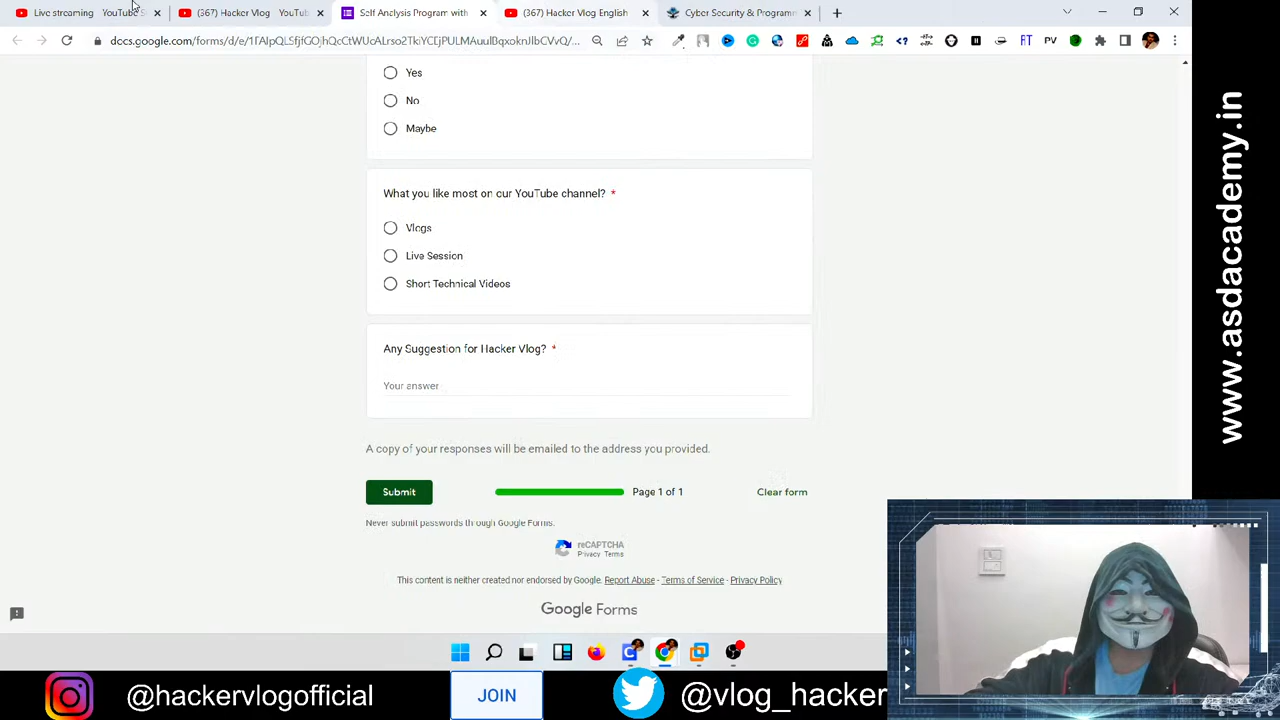 Live streaming - YouTube S
(367) Hacker Vlog - YouTub
Self Analysis Program with
(367) Hacker Vlog English
Cyber Security & Programm
docs.google.com/forms/d/e/
Yes
No
Maybe
What you like most on our YouTube channel? *
Vlogs
Live Session
Short Technical Videos
Any Suggestion for Hacker Vlog? *
Your answer
A copy of your responses will be emailed to the address you provided.
Submit
Page 1 of 1
Clear form
Never submit passwords through Google Forms.
reCAPTCHA
Privacy Terms
This content is neither created nor endorsed by Google. Report Abuse - Terms of Service - Privacy Policy
Google Forms
www.asdacademy.in
@hackervlogofficial
JOIN
@vlog_hacker